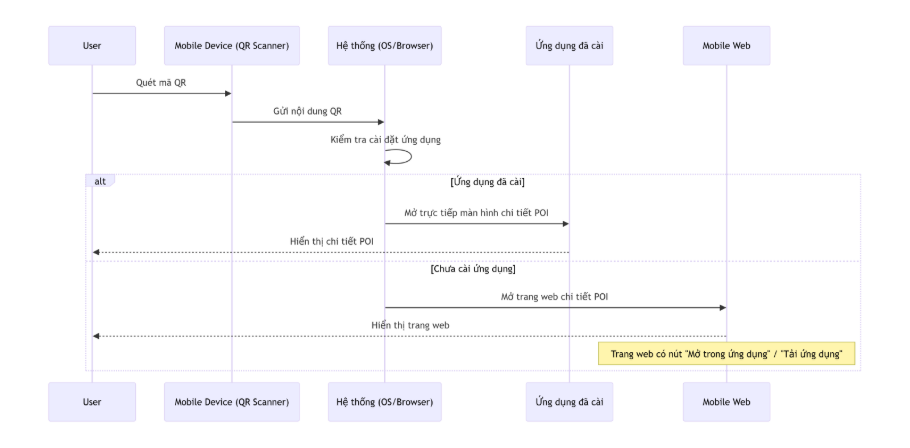 User
Mobile Device (QR Scanner)
Hệ thống (OS/Browser)
Ứng dụng đã cài
Mobile Web
Quét mã QR
Gửi nội dung QR
Kiểm tra cài đặt ứng dụng
alt
[Ứng dụng đã cài]
Mở trực tiếp màn hình chi tiết POI
Hiển thị chi tiết POI
[Chưa cài ứng dụng]
Mở trang web chi tiết POI
Hiển thị trang web
Trang web có nút "Mở trong ứng dụng" / "Tải ứng dụng"
User
Mobile Device (QR Scanner)
Hệ thống (OS/Browser)
Ứng dụng đã cài
Mobile Web